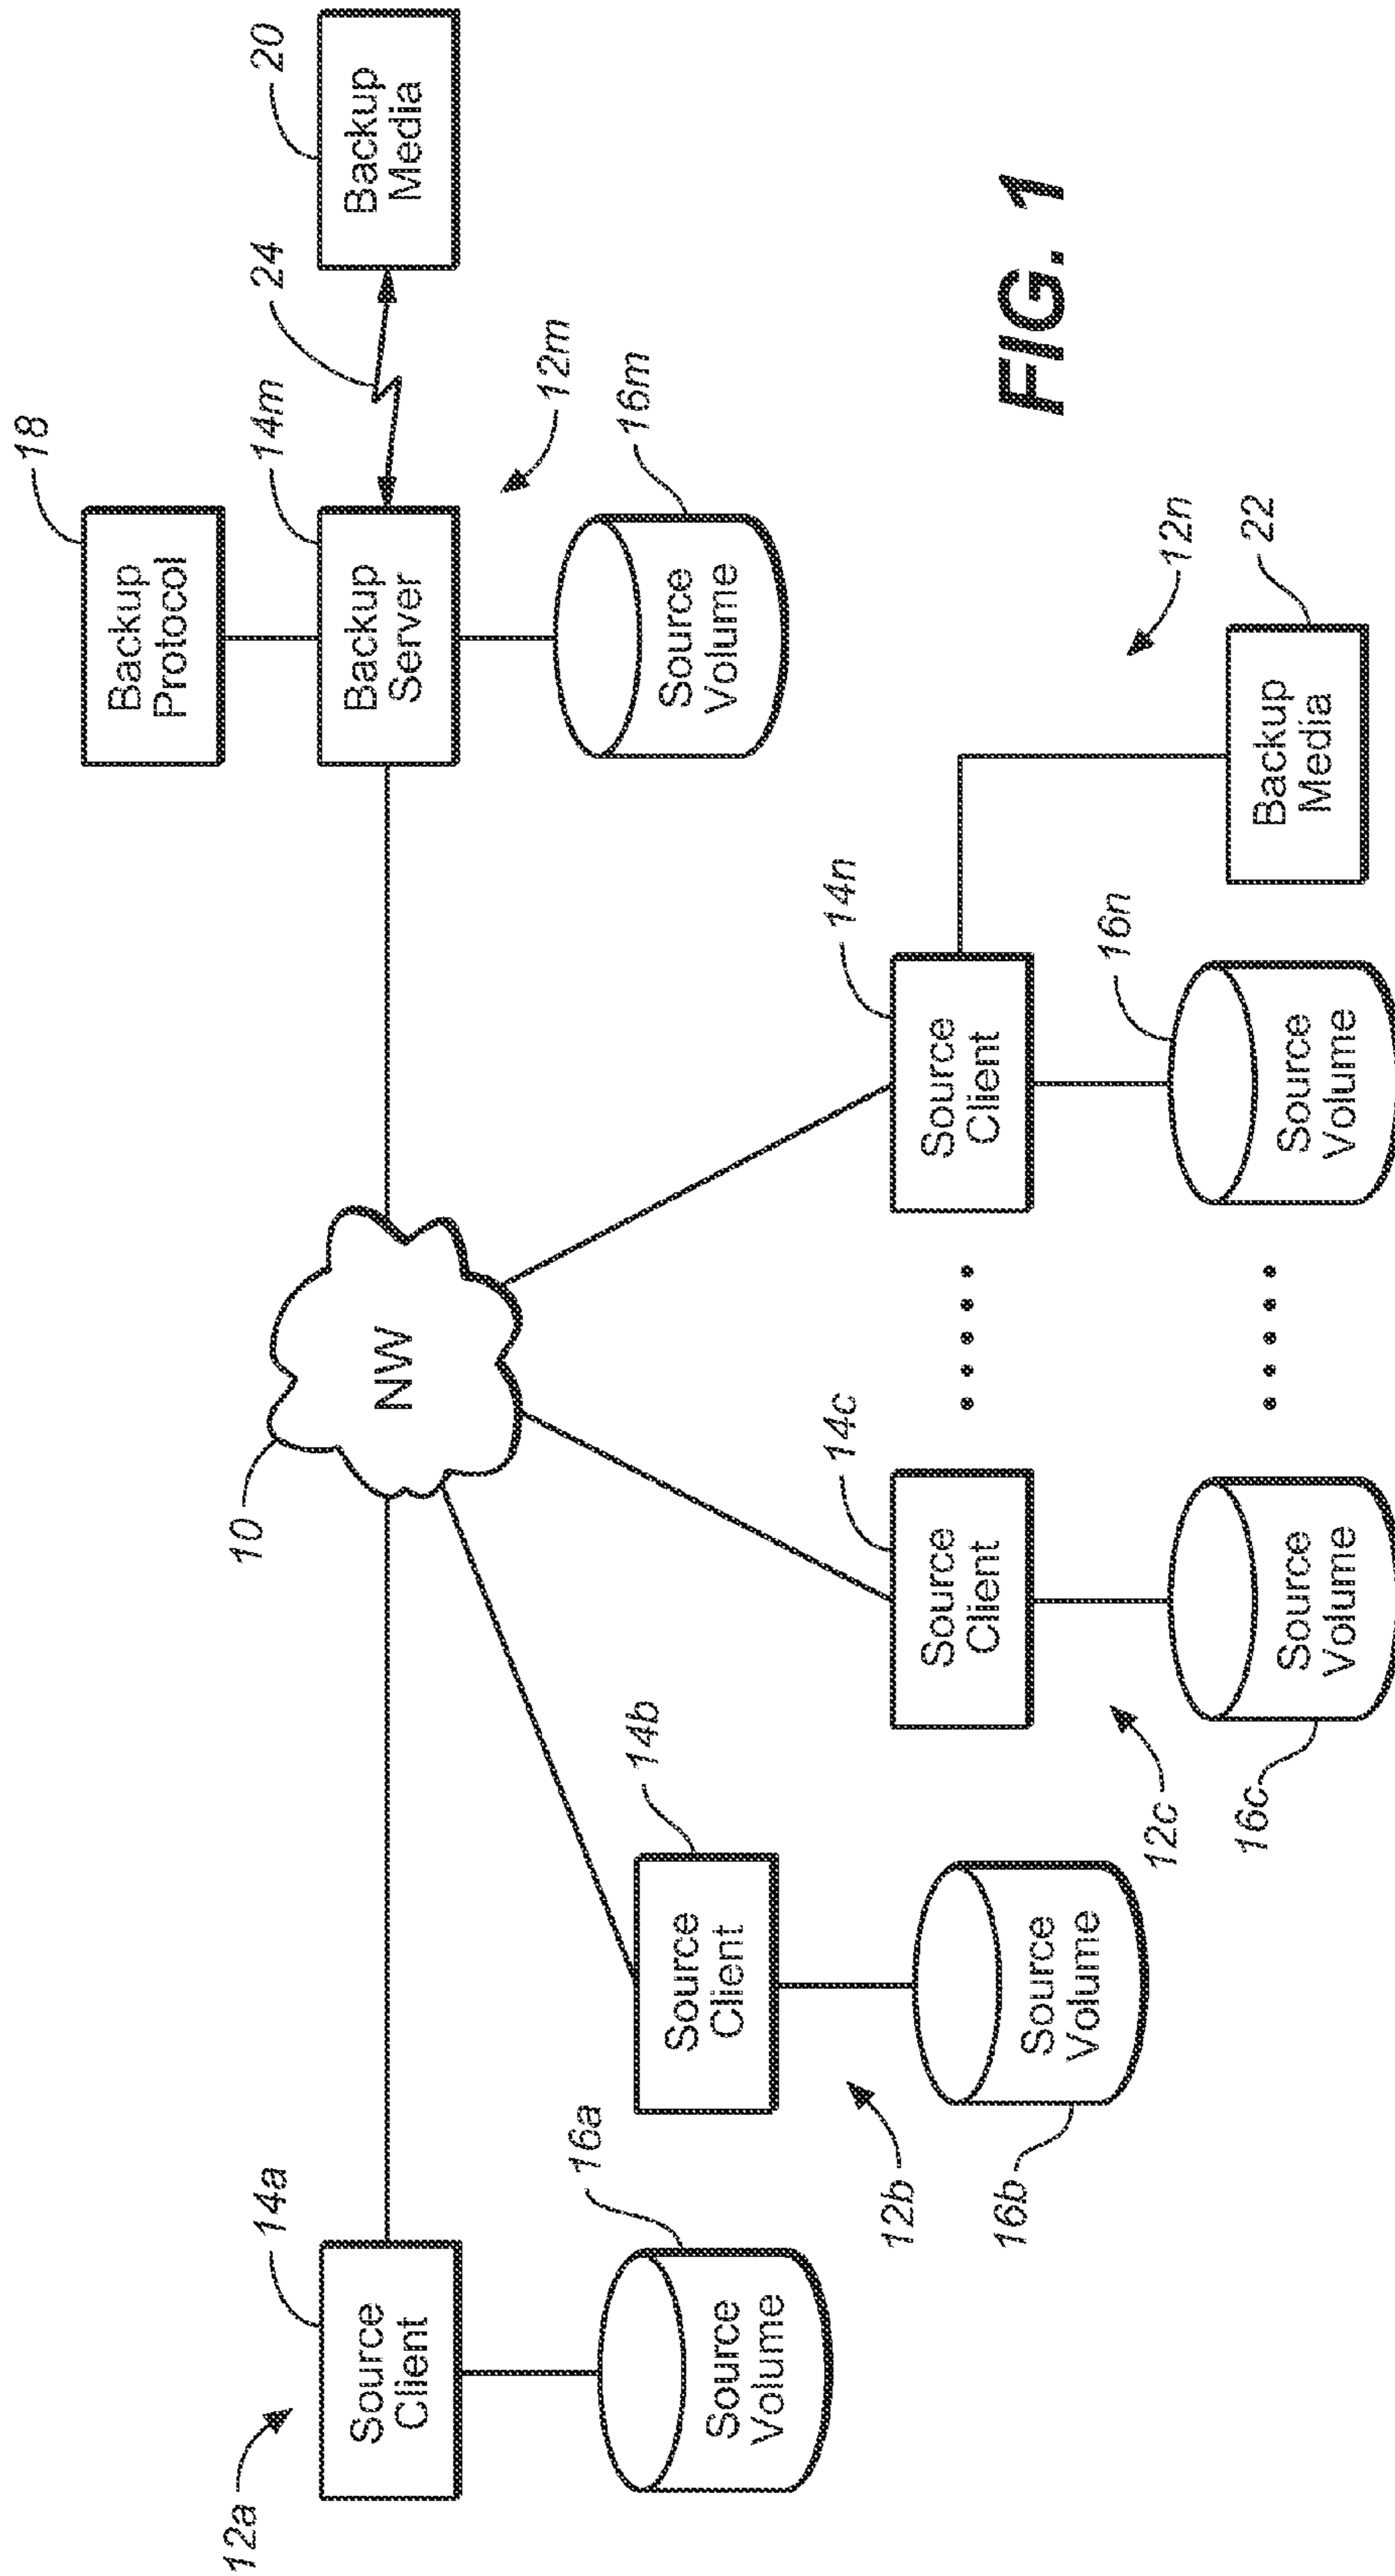 18
Backup
Protocol
14m
24
20
Backup
Server
Backup
Media
12m
16m
Source
Volume
10
NW
12a
14a
Source
Client
16a
Source
Volume
14b
Source
Client
12b
16b
Source
Volume
14c
Source
Client
12c
16c
Source
Volume
14n
Source
Client
16n
Source
Volume
12n
22
Backup
Media
FIG. 1